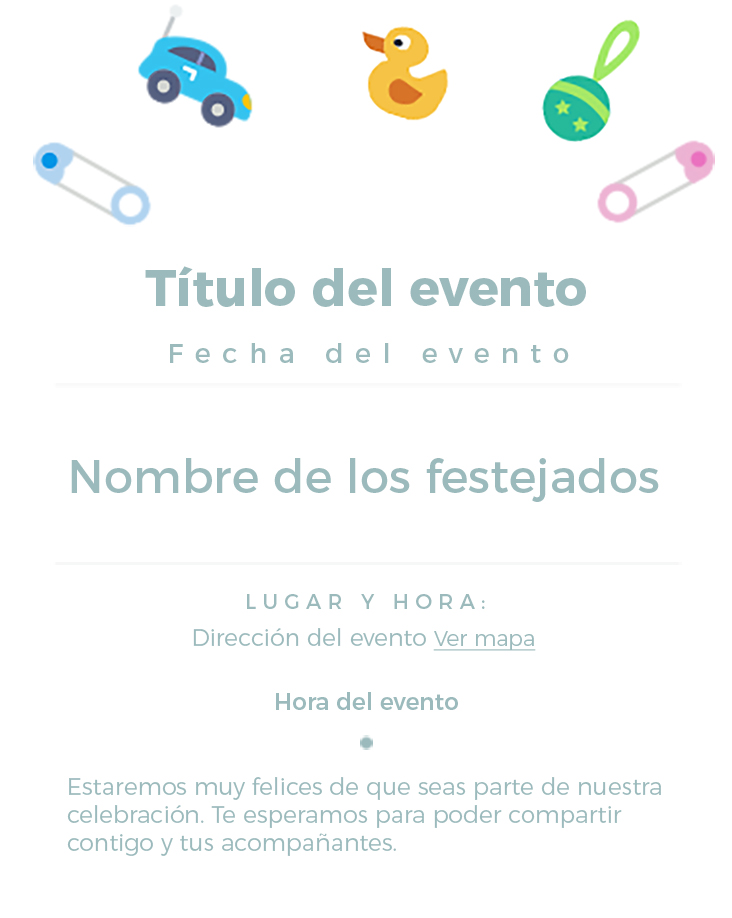 Título del evento
Fecha del evento
Nombre de los festejados
LUGAR Y HORA:
Dirección del evento Ver mapa
Hora del evento
Estaremos muy felices de que seas parte de nuestra
celebración. Te esperamos para poder compartir
contigo y tus acompañantes.